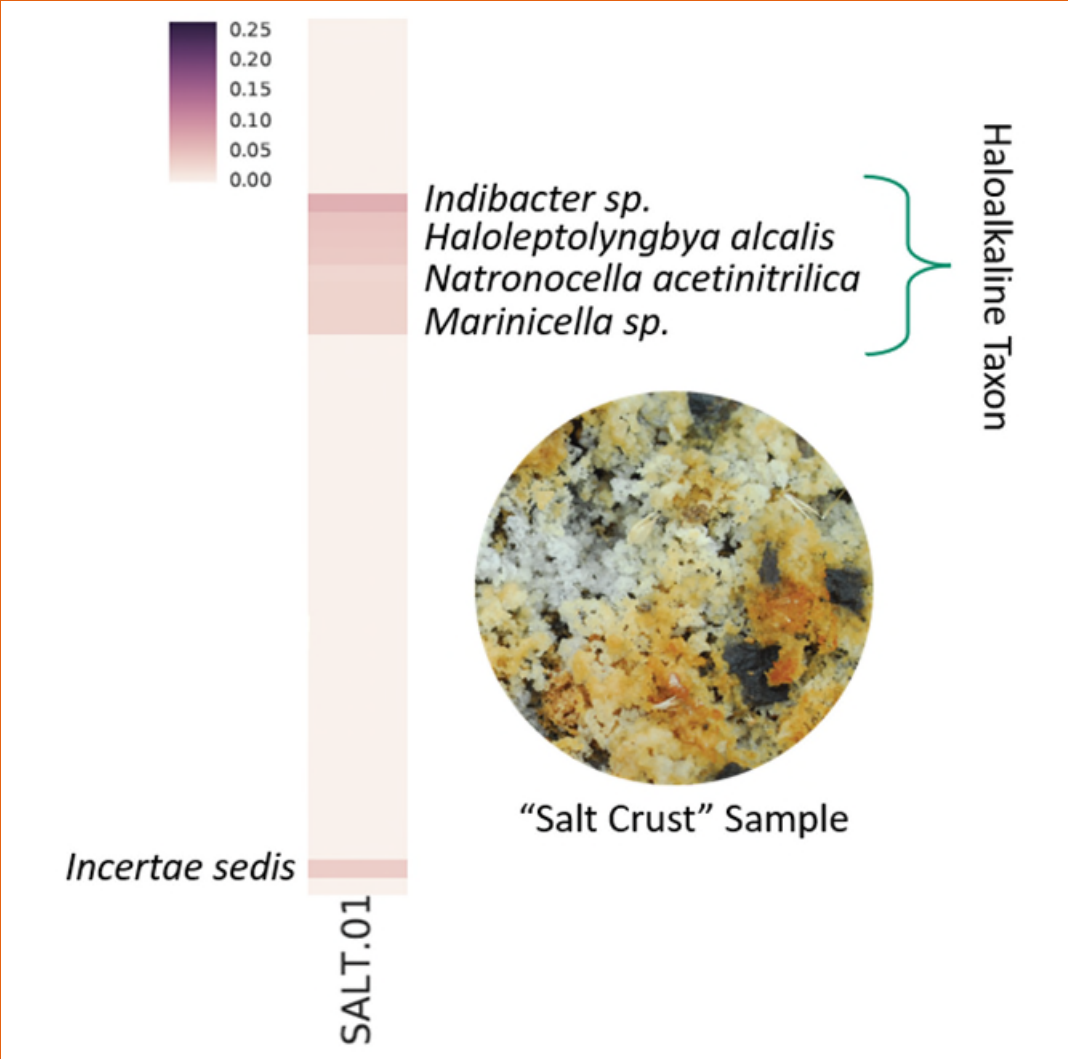 0.25
0.20
0.15
0.10
0.05
0.00
Indibacter sp.
Haloleptolyngbya alcalis
Natronocella acetinitrilica
Marinicella sp.
Haloalkaline Taxon
“Salt Crust” Sample
Incertae sedis
SALT.01